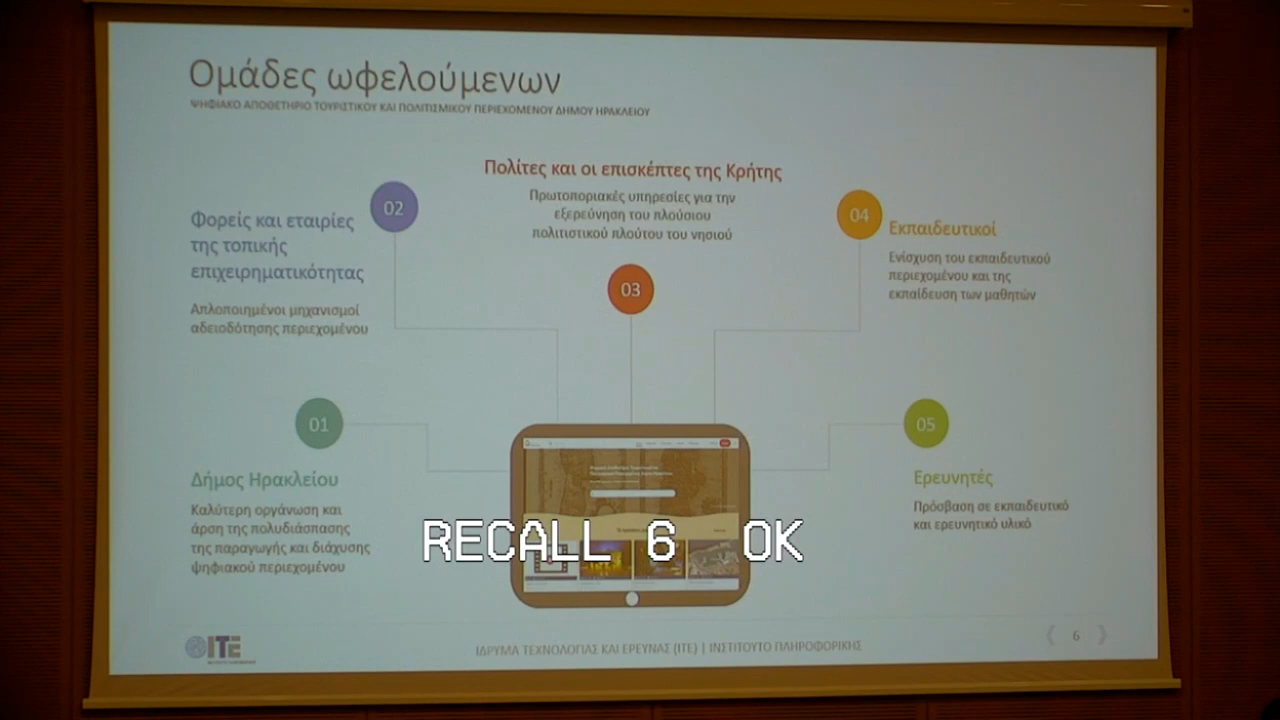 Ομάδες ωφελούμενων
ΨΗΦΙΑΚΟ ΑΠΟΘΕΤΗΡΙΟ ΤΟΥΡΙΣΤΙΚΟΥ ΚΑΙ ΠΟΛΙΤΙΣΜΙΚΟΥ ΠΕΡΙΕΧΟΜΕΝΟΥ ΔΗΜΟΥ ΗΡΑΚΛΕΙΟΥ
Πολίτες και οι επισκέπτες της Κρήτης
Πρωτοποριακές υπηρεσίες για την
εξερεύνηση του πλούσιου
πολιτιστικού πλούτου του νησιού
03
02
Φορείς και εταιρίες
της τοπικής
επιχειρηματικότητας
Απλοποιημένοι μηχανισμοί
αδειοδότησης περιεχομένου
04
Εκπαιδευτικοί
Ενίσχυση του εκπαιδευτικού
περιεχομένου και της
εκπαίδευση των μαθητών
01
Δήμος Ηρακλείου
Καλύτερη οργάνωση και
άρση της πολυδιάσπασης
της παραγωγής και διάχυσης
ψηφιακού περιεχομένου
05
Ερευνητές
Πρόσβαση σε εκπαιδευτικό
και ερευνητικό υλικό
RECALL 6 OK
ΙΤΕ
ΙΔΡΥΜΑ ΤΕΧΝΟΛΟΓΙΑΣ ΚΑΙ ΕΡΕΥΝΑΣ (ΙΤΕ) | ΙΝΣΤΙΤΟΥΤΟ ΠΛΗΡΟΦΟΡΙΚΗΣ
6